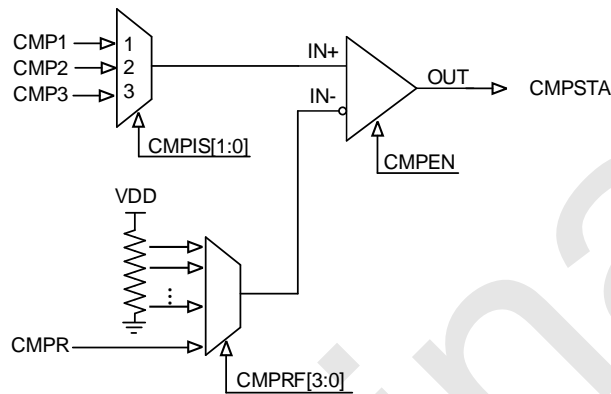 CMP1
CMP2
CMP3
1
2
3
CMPIS[1:0]
IN+
IN-
OUT
CMPSTA
CMPEN
VDD
CMPR
CMPRF[3:0]